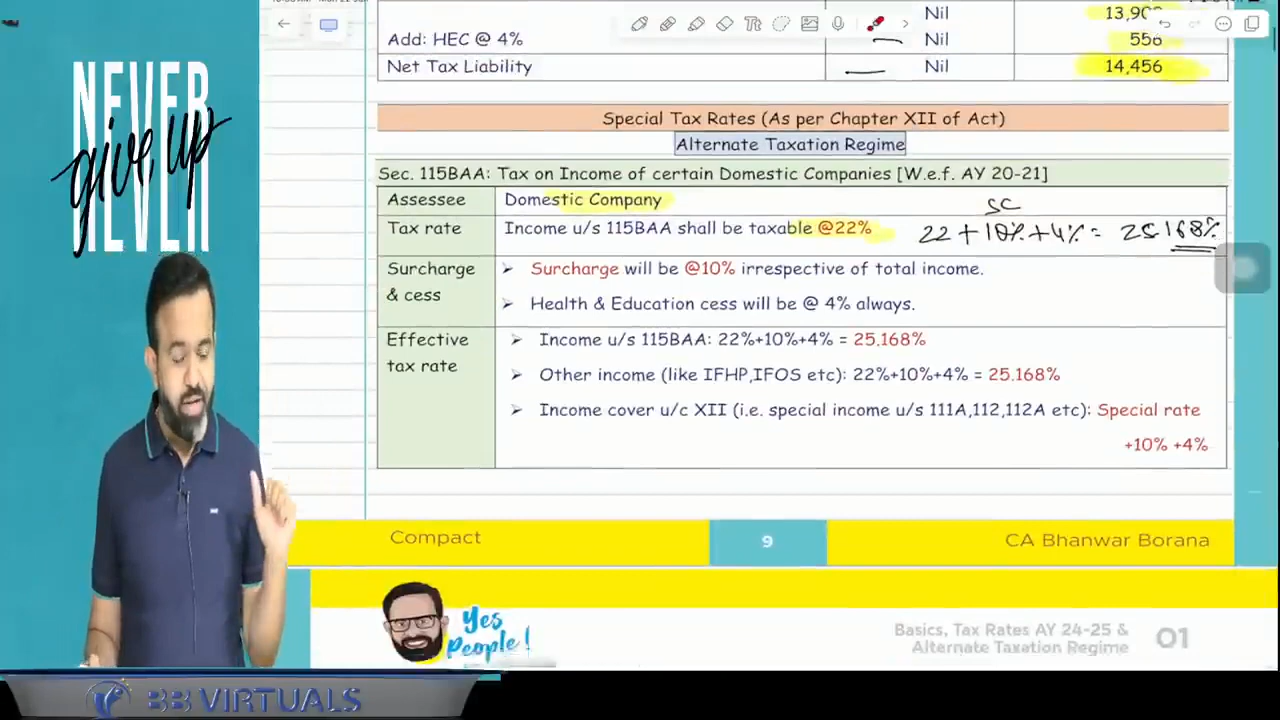 NEVER
give up
NEVER
Nil
Add: HEC @ 4% Nil 556
Net Tax Liability Nil 14,456
Special Tax Rates (As per Chapter XII of Act)
Alternate Taxation Regime
Sec. 115BAA: Tax on Income of certain Domestic Companies [W.e.f. AY 20-21]
Assessee Domestic Company
SC
Tax rate Income u/s 115BAA shall be taxable @22% 22 + 10% + 4% = 25.168%
Surcharge & cess
➢ Surcharge will be @10% irrespective of total income.
➢ Health & Education cess will be @ 4% always.
Effective tax rate
➢ Income u/s 115BAA: 22%+10%+4% = 25.168%
➢ Other income (like IFHP,IFOS etc): 22%+10%+4% = 25.168%
➢ Income cover u/c XII (i.e. special income u/s 111A,112,112A etc): Special rate
+10% +4%
Compact 9 CA Bhanwar Borana
Yes
People!
Basics, Tax Rates AY 24-25 &
Alternate Taxation Regime
01
BB VIRTUALS